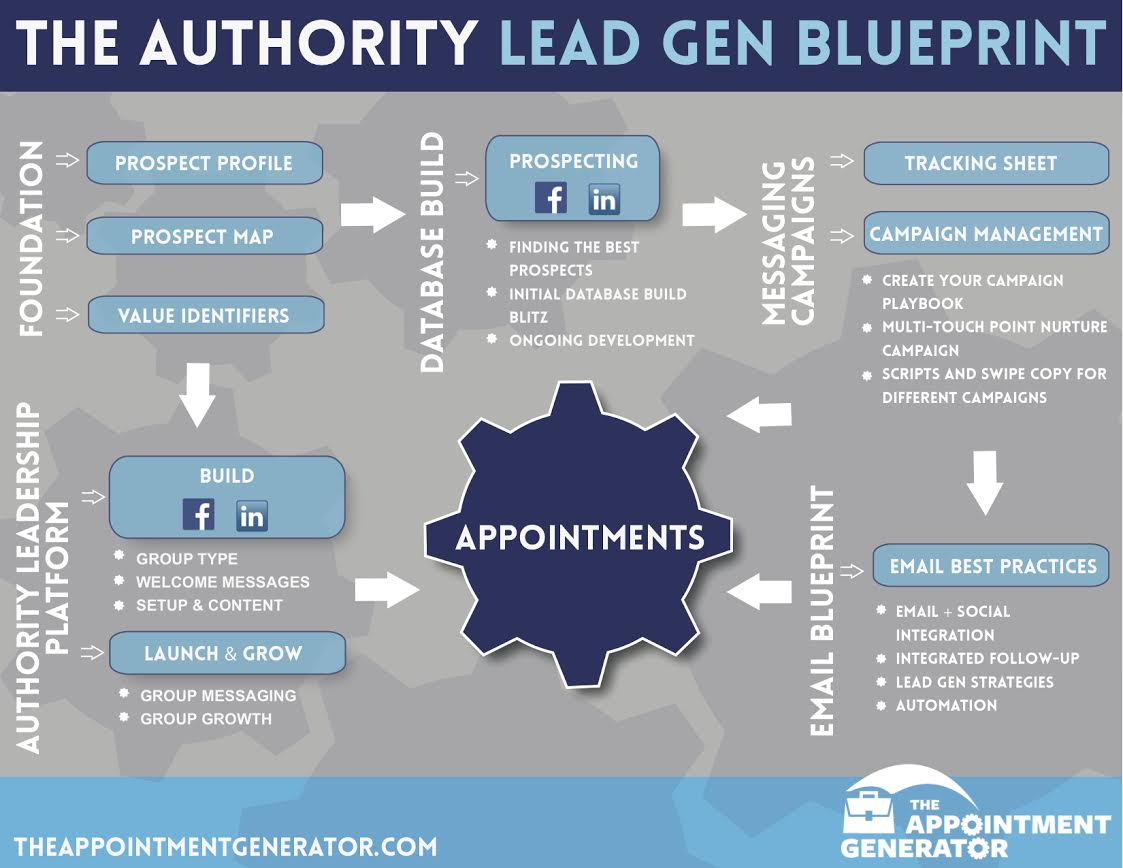 THE AUTHORITY LEAD GEN BLUEPRINT
FOUNDATION
PROSPECT PROFILE
PROSPECT MAP
VALUE IDENTIFIERS
DATABASE BUILD
PROSPECTING
f in
FINDING THE BEST
PROSPECTS
INITIAL DATABASE BUILD
BLITZ
ONGOING DEVELOPMENT
MESSAGING
CAMPAIGNS
TRACKING SHEET
CAMPAIGN MANAGEMENT
CREATE YOUR CAMPAIGN
PLAYBOOK
MULTI-TOUCH POINT NURTURE
CAMPAIGN
SCRIPTS AND SWIPE COPY FOR
DIFFERENT CAMPAIGNS
AUTHORITY LEADERSHIP
PLATFORM
BUILD
f in
GROUP TYPE
WELCOME MESSAGES
SETUP & CONTENT
LAUNCH & GROW
GROUP MESSAGING
GROUP GROWTH
APPOINTMENTS
EMAIL BLUEPRINT
EMAIL BEST PRACTICES
EMAIL + SOCIAL
INTEGRATION
INTEGRATED FOLLOW-UP
LEAD GEN STRATEGIES
AUTOMATION
THEAPPOINTMENTGENERATOR.COM
THE
APPOINTMENT
GENERATOR